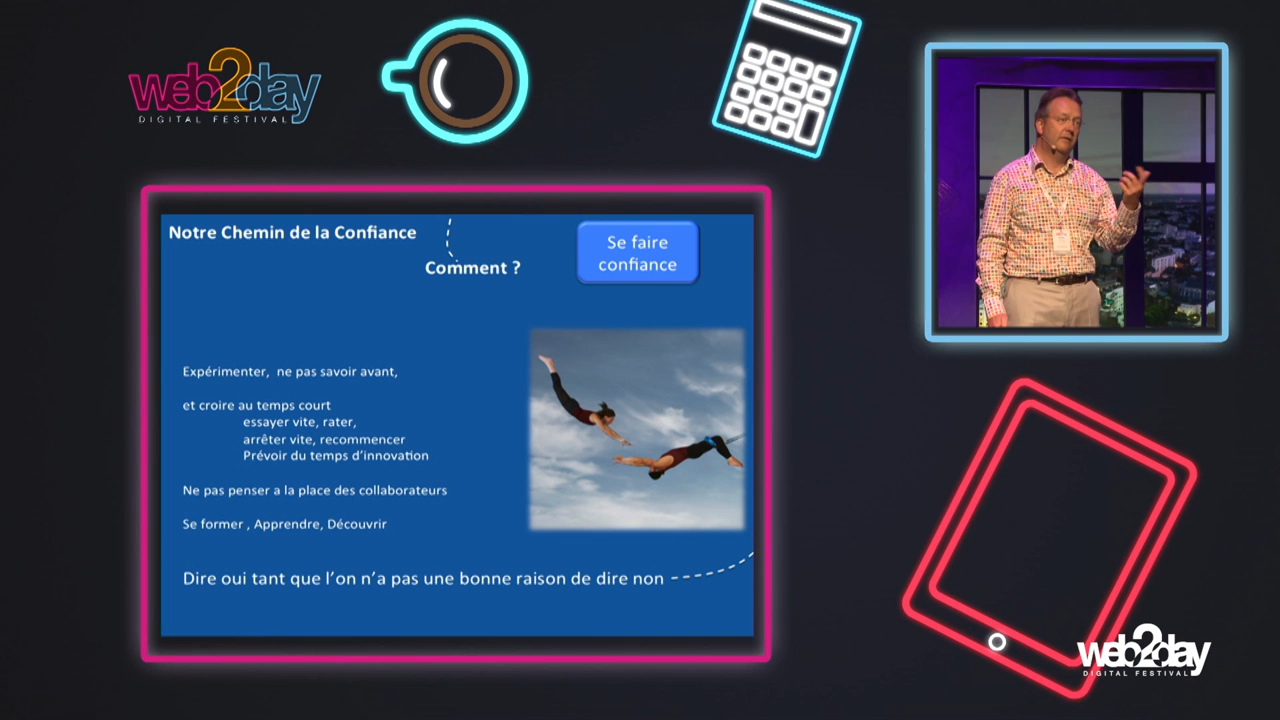 web2day
DIGITAL FESTIVAL
Notre Chemin de la Confiance
Comment ?
Se faire
confiance
Expérimenter,  ne pas savoir avant,
et croire au temps court
essayer vite, rater,
arrêter vite, recommencer
Prévoir du temps d’innovation
Ne pas penser a la place des collaborateurs
Se former , Apprendre, Découvrir
Dire oui tant que l’on n’a pas une bonne raison de dire non
web2day
DIGITAL FESTIVAL